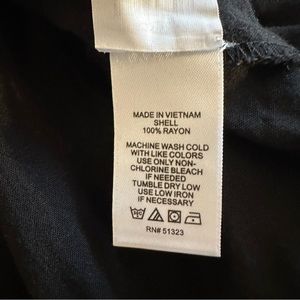 MADE IN VIETNAM
SHELL
100% RAYON
MACHINE WASH COLD
WITH LIKE COLORS
USE ONLY NON-
CHLORINE BLEACH
IF NEEDED
TUMBLE DRY LOW
USE LOW IRON
IF NECESSARY
RN# 51323